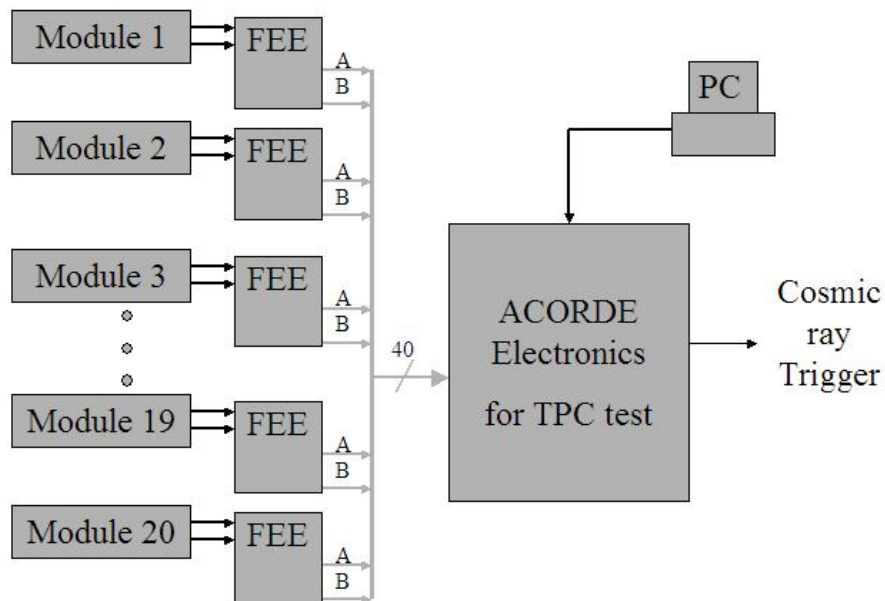 Module 1
FEE
A
B
Module 2
FEE
A
B
Module 3
FEE
A
B
Module 19
FEE
A
B
Module 20
FEE
A
B
40
PC
ACORDE
Electronics
for TPC test
Cosmic
ray
Trigger